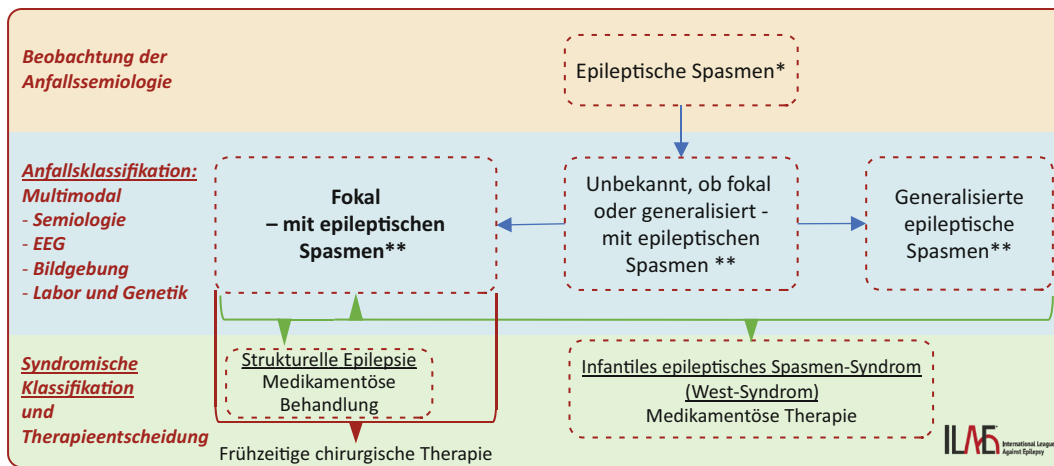 Beobachtung der
Anfallssemiologie
Epileptische Spasmen*
Anfallsklassifikation:
Multimodal
- Semiologie
- EEG
- Bildgebung
- Labor und Genetik
Fokal
– mit epileptischen
Spasmen**
Unbekannt, ob fokal
oder generalisiert -
mit epileptischen
Spasmen **
Generalisierte
epileptische
Spasmen**
Syndromische
Klassifikation
und
Therapieentscheidung
Strukturelle Epilepsie
Medikamentöse
Behandlung
Frühzeitige chirurgische Therapie
Infantiles epileptisches Spasmen-Syndrom
(West-Syndrom)
Medikamentöse Therapie
ILAE
International League
Against Epilepsy